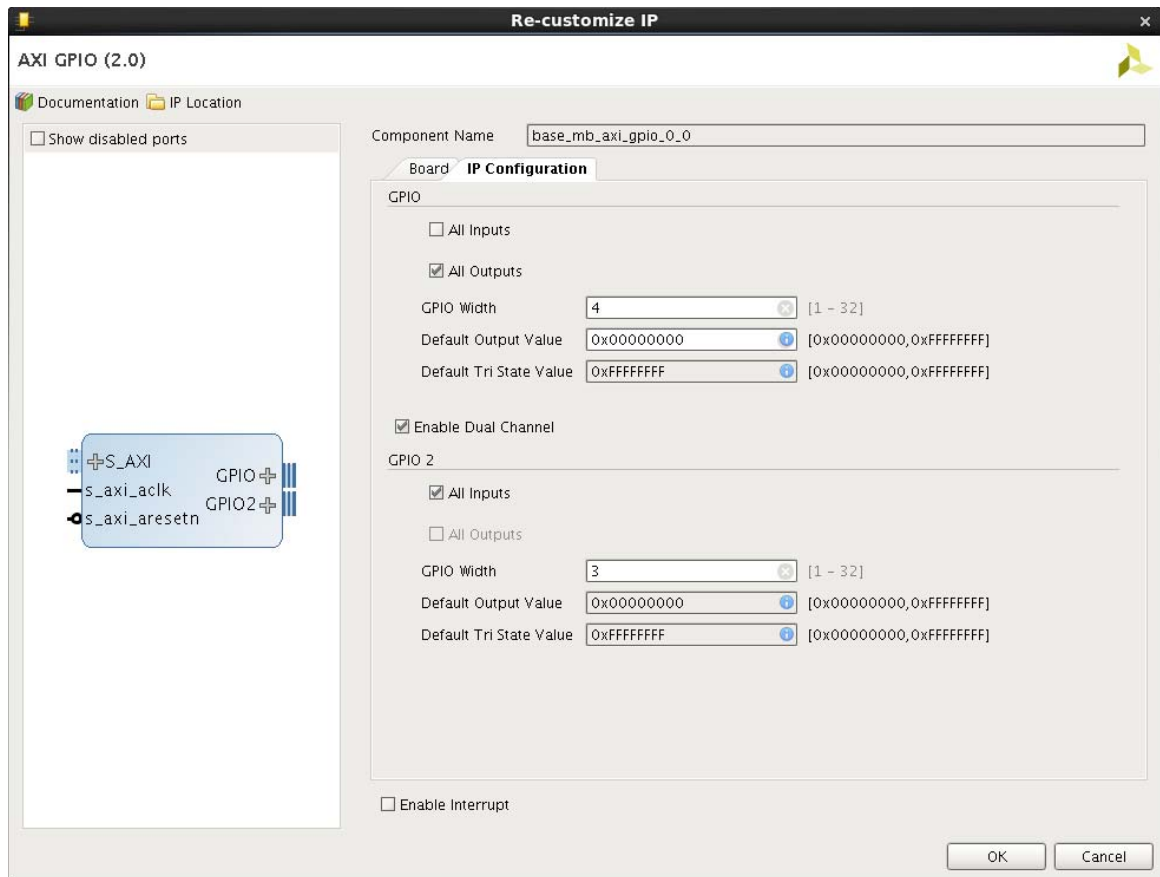 Re-customize IP
AXI GPIO (2.0)
Documentation IP Location
Show disabled ports
S_AXI
s_axi_aclk
s_axi_aresetn
GPIO
GPIO2
Component Name base_mb_axi_gpio_0_0
Board IP Configuration
GPIO
All Inputs
All Outputs
GPIO Width 4 [1 - 32]
Default Output Value 0x00000000 [0x00000000,0xFFFFFFFF]
Default Tri State Value 0xFFFFFFFF [0x00000000,0xFFFFFFFF]
Enable Dual Channel
GPIO 2
All Inputs
All Outputs
GPIO Width 3 [1 - 32]
Default Output Value 0x00000000 [0x00000000,0xFFFFFFFF]
Default Tri State Value 0xFFFFFFFF [0x00000000,0xFFFFFFFF]
Enable Interrupt
OK Cancel